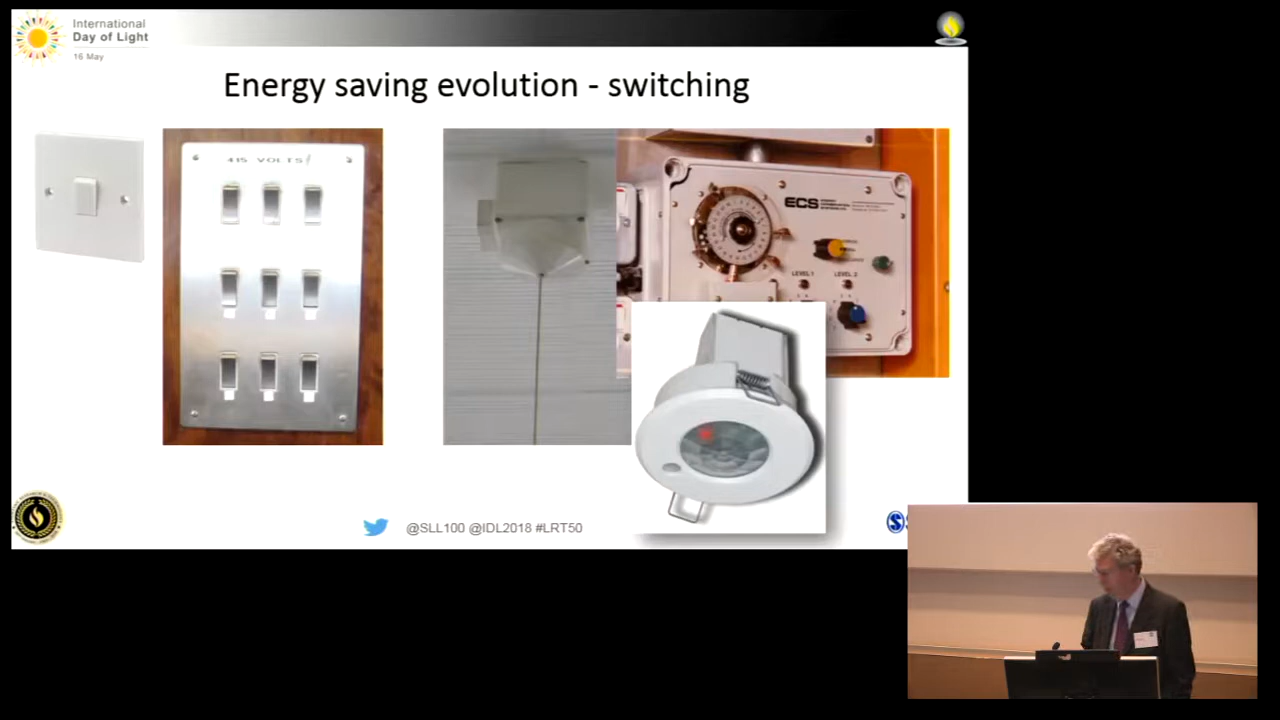 International
Day of Light
16 May
Energy saving evolution - switching
415 VOLTS
ECS
LEVEL 1
LEVEL 2
@SLL100 @IDL2018 #LRT50